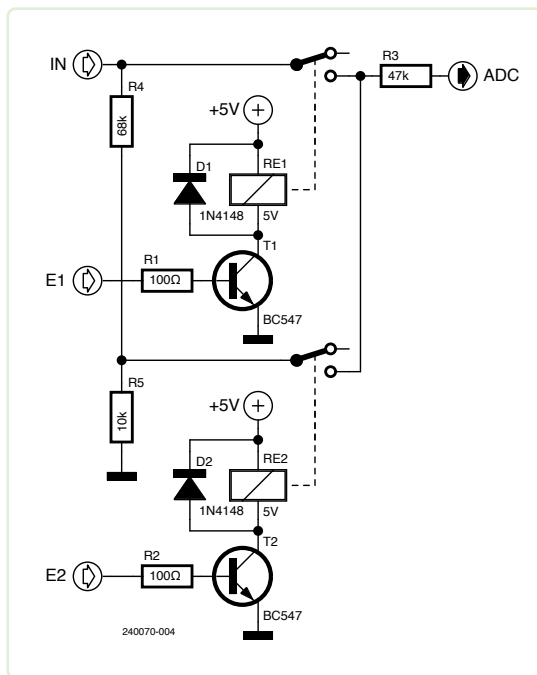 IN
R4
68k
R3
47k
ADC
+5V
D1
RE1
1N4148
5V
T1
R1
100Ω
E1
BC547
R5
10k
+5V
D2
RE2
1N4148
5V
T2
R2
100Ω
E2
BC547
240070-004